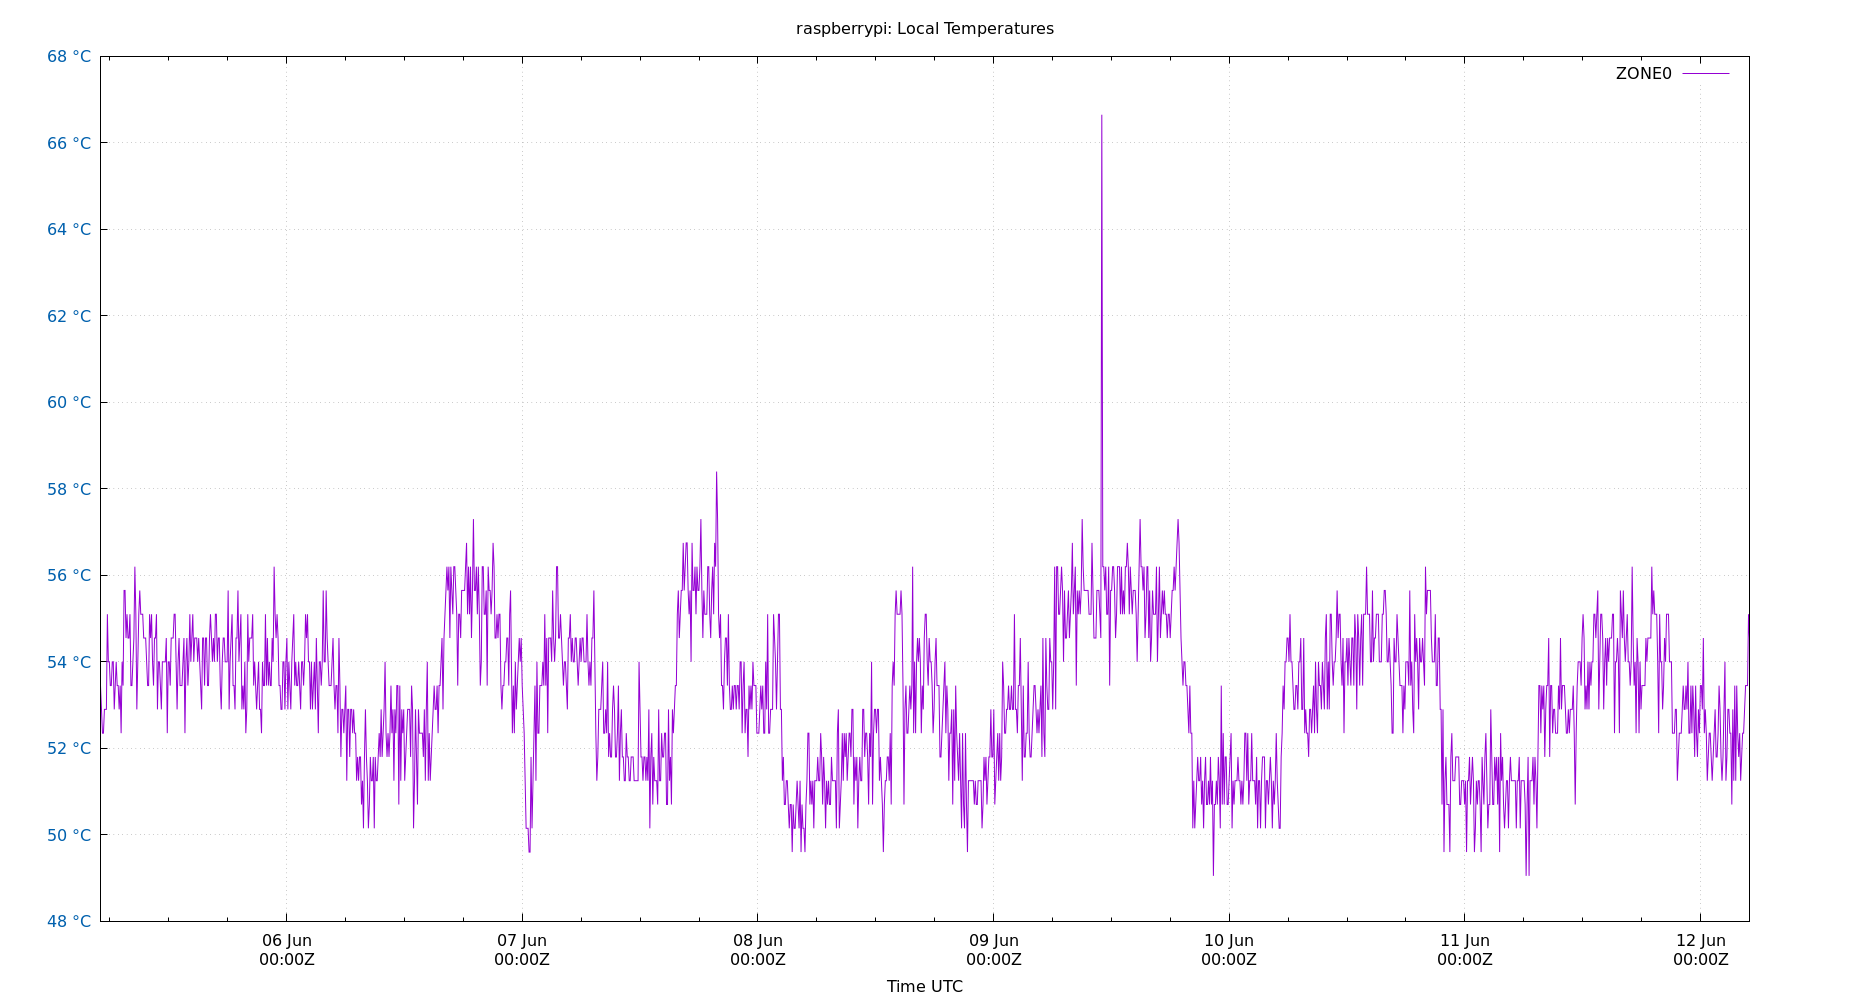 raspberrypi: Local Temperatures
68 °C
66 °C
64 °C
62 °C
60 °C
58 °C
56 °C
54 °C
52 °C
50 °C
48 °C
ZONE0
06 Jun 07 Jun 08 Jun 09 Jun 10 Jun 11 Jun 12 Jun
00:00Z 00:00Z 00:00Z 00:00Z 00:00Z 00:00Z 00:00Z
Time UTC